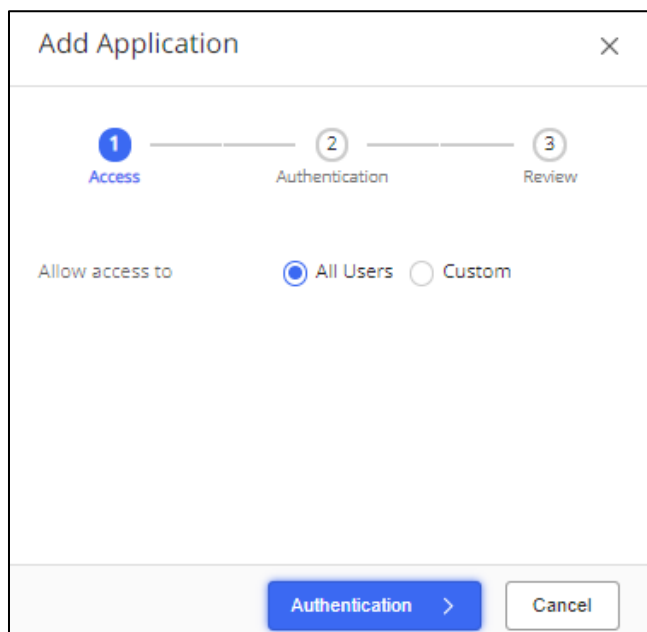 Add Application
1 2 3
Access Authentication Review
Allow access to All Users Custom
Authentication Cancel